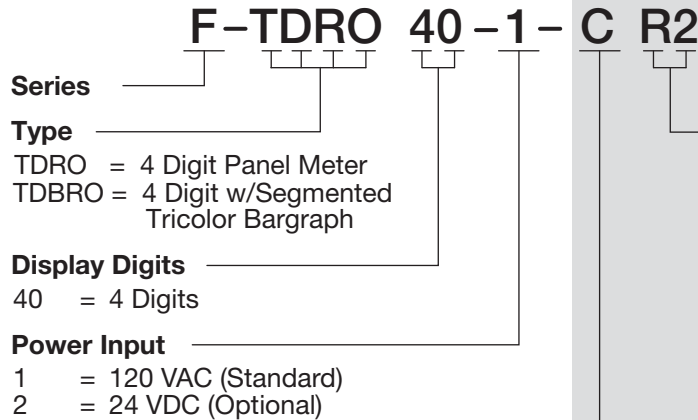 F-TDRO 40-1- C R2
Series
Type
TDRO = 4 Digit Panel Meter
TDBRO = 4 Digit w/Segmented
Tricolor Bargraph
Display Digits
40 = 4 Digits
Power Input
1 = 120 VAC (Standard)
2 = 24 VDC (Optional)